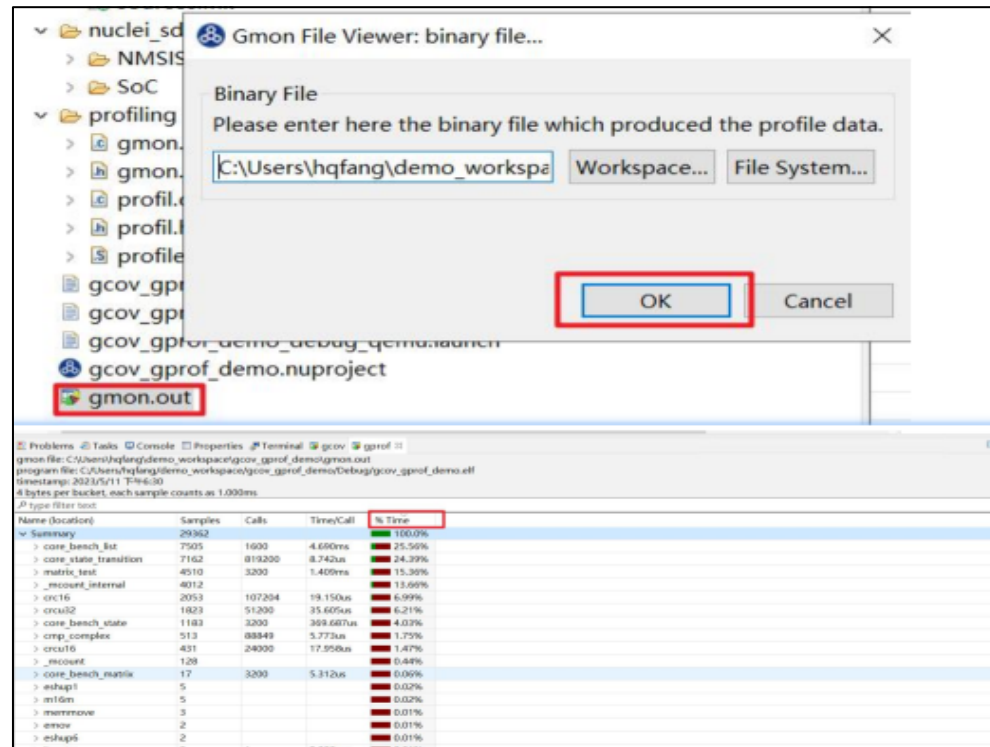 nuclei_sd
Gmon File Viewer: binary file...
NMSIS
SoC
Binary File
profiling
Please enter here the binary file which produced the profile data.
gmon.
C:\Users\hqfang\demo_workspa
Workspace...
File System...
gmon.
profil.
profil.
profile
gcov_gpr
OK
Cancel
gcov_gpr
gcov_gprof_demo_debug_qemu.launch
gcov_gprof_demo.nuproject
gmon.out
Problems Tasks Console Properties Terminal gcov gprof
gmon file: C:\Users\hqfang\demo_workspace\gcov_gprof_demo\gmon.out
program file: C:/Users/hqfang/demo_workspace/gcov_gprof_demo/Debug/gcov_gprof_demo.elf
timestamp: 2023/5/11 下午6:30
4 bytes per bucket, each sample counts as 1.000ms
type filter text
Name (location) Samples Calls Time/Call % Time
Summary 29362 100.0%
core_bench_list 7505 1600 4.690ms 25.56%
core_state_transition 7162 819200 8.742us 24.39%
matrix_test 4510 3200 1.409ms 15.36%
_mcount_internal 4012 13.66%
crc16 2053 107204 19.150us 6.99%
crcu32 1823 51200 35.605us 6.21%
core_bench_state 1183 3200 369.687us 4.03%
cmp_complex 513 88849 5.773us 1.75%
crcu16 431 24000 17.958us 1.47%
_mcount 128 0.44%
core_bench_matrix 17 3200 5.312us 0.06%
eshup1 5 0.02%
m16m 5 0.02%
memmove 3 0.01%
emov 2 0.01%
eshup6 2 0.01%